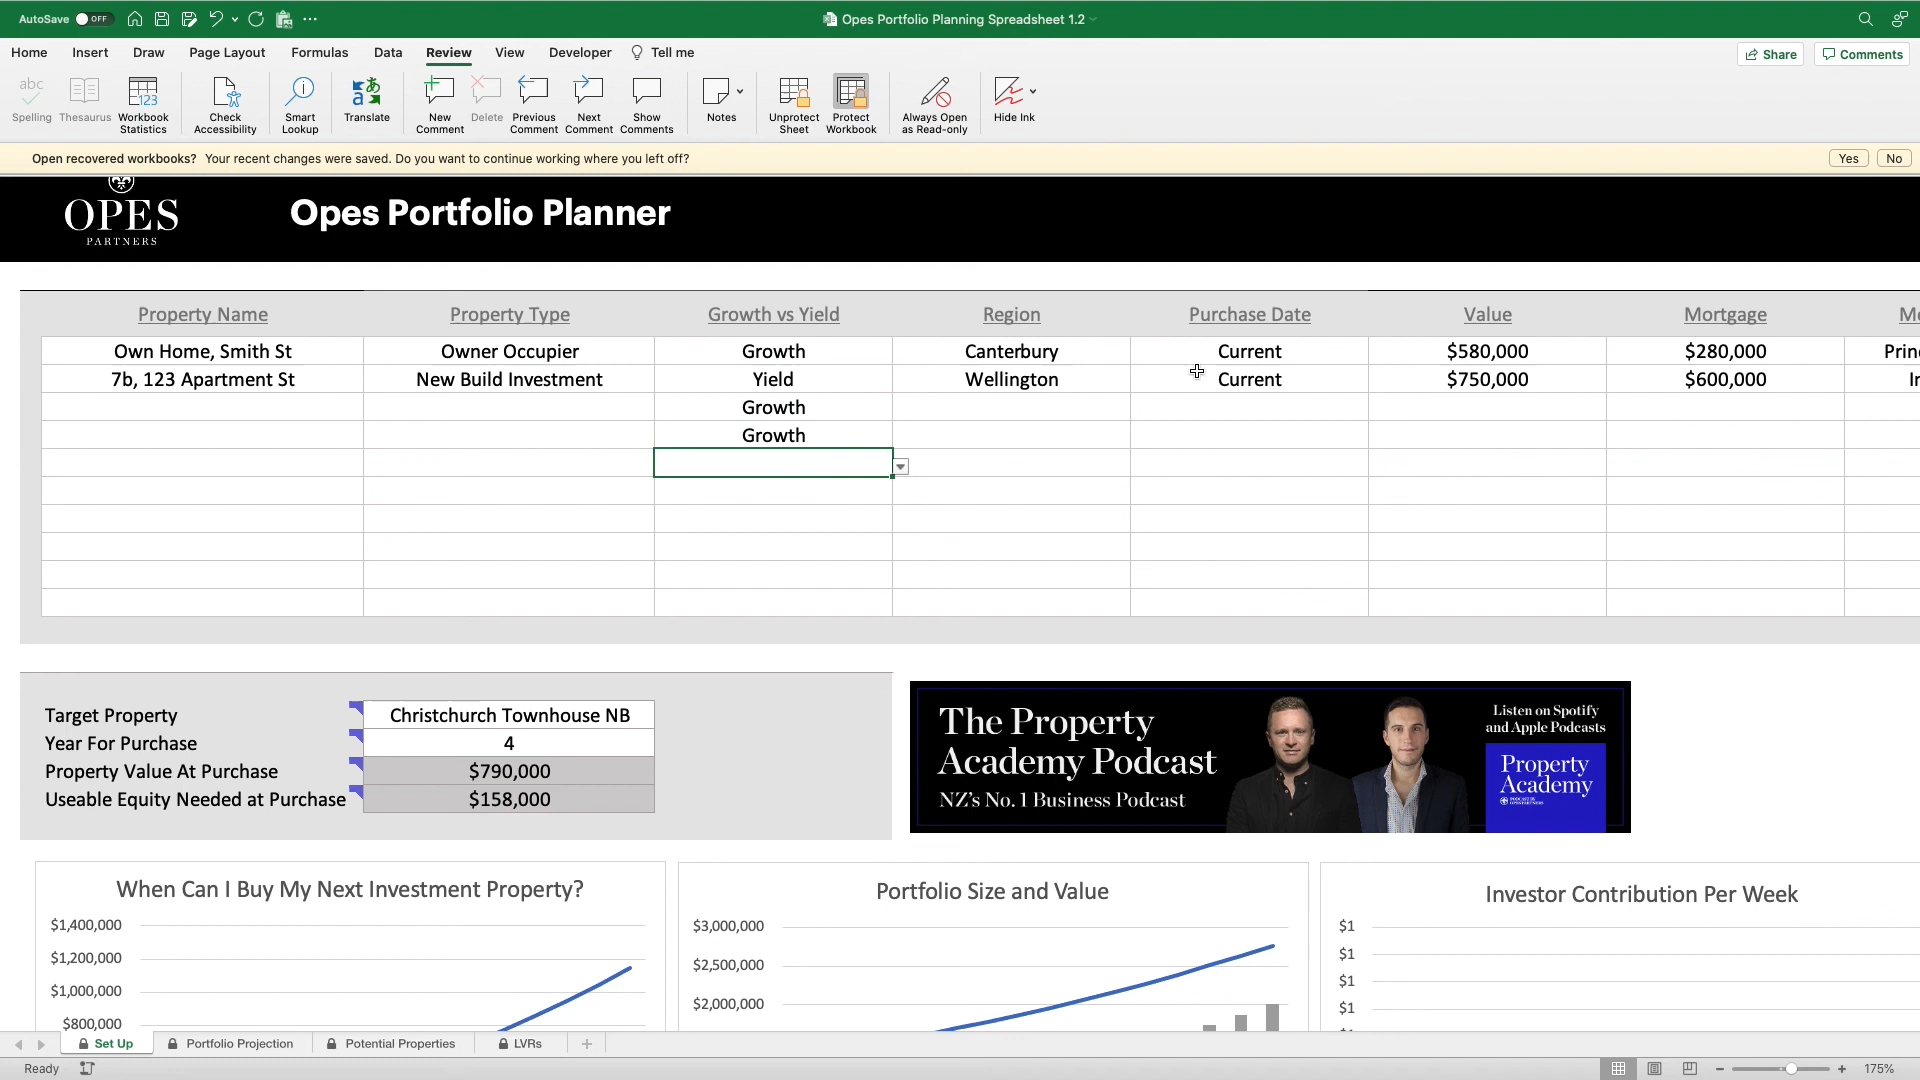 AutoSave OFF
Opes Portfolio Planning Spreadsheet 1.2
Home Insert Draw Page Layout Formulas Data Review View Developer Tell me
Share Comments
abc
Spelling
Thesaurus
123
Workbook Statistics
Check Accessibility
Smart Lookup
Translate
New Comment
Delete
Previous Comment
Next Comment
Show Comments
Notes
Unprotect Sheet
Protect Workbook
Always Open as Read-only
Hide Ink
Open recovered workbooks? Your recent changes were saved. Do you want to continue working where you left off?
Yes No
OPES
PARTNERS
Opes Portfolio Planner
Property Name Property Type Growth vs Yield Region Purchase Date Value Mortgage
Own Home, Smith St Owner Occupier Growth Canterbury Current $580,000 $280,000 Prin
7b, 123 Apartment St New Build Investment Yield Wellington Current $750,000 $600,000
Growth
Growth
Target Property Christchurch Townhouse NB
Year For Purchase 4
Property Value At Purchase $790,000
Useable Equity Needed at Purchase $158,000
The Property
Academy Podcast
NZ's No. 1 Business Podcast
Listen on Spotify
and Apple Podcasts
Property
Academy
When Can I Buy My Next Investment Property?
$1,400,000
$1,200,000
$1,000,000
$800,000
Portfolio Size and Value
$3,000,000
$2,500,000
$2,000,000
Investor Contribution Per Week
$1
$1
$1
$1
Set Up Portfolio Projection Potential Properties LVRs
Ready
175%